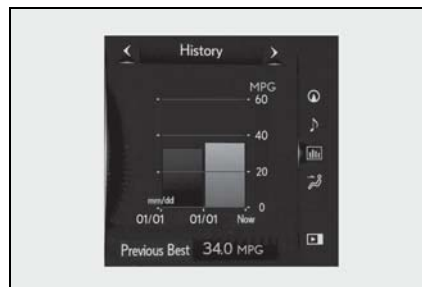 History
MPG
60
40
20
0
mm/dd
01/01 01/01 Now
Previous Best 34.0 MPG